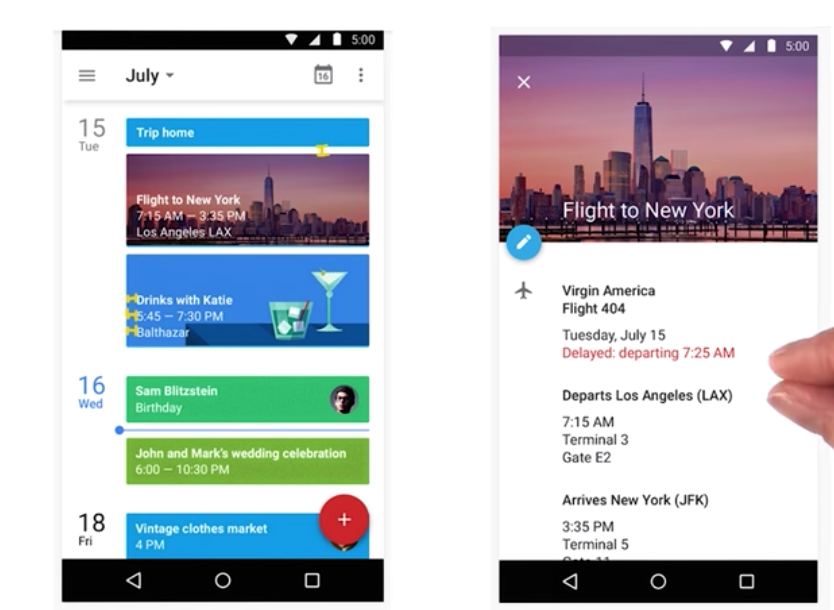 5:00
July
16
15
Tue
Trip home
Flight to New York
7:15 AM – 3:35 PM
Los Angeles LAX
Drinks with Katie
5:45 – 7:30 PM
Balthazar
16
Wed
Sam Blitzstein
Birthday
John and Mark's wedding celebration
6:00 – 10:30 PM
18
Fri
Vintage clothes market
4 PM
5:00
Flight to New York
Virgin America
Flight 404
Tuesday, July 15
Delayed: departing 7:25 AM
Departs Los Angeles (LAX)
7:15 AM
Terminal 3
Gate E2
Arrives New York (JFK)
3:35 PM
Terminal 5